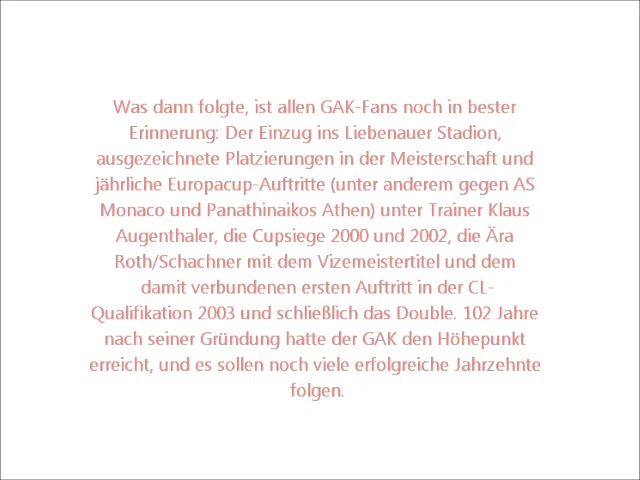 Was dann folgte, ist allen GAK-Fans noch in bester
Erinnerung: Der Einzug ins Liebenauer Stadion,
ausgezeichnete Platzierungen in der Meisterschaft und
jährliche Europacup-Auftritte (unter anderem gegen AS
Monaco und Panathinaikos Athen) unter Trainer Klaus
Augenthaler, die Cupsiege 2000 und 2002, die Ära
Roth/Schachner mit dem Vizemeistertitel und dem
damit verbundenen ersten Auftritt in der CL-
Qualifikation 2003 und schließlich das Double. 102 Jahre
nach seiner Gründung hatte der GAK den Höhepunkt
erreicht, und es sollen noch viele erfolgreiche Jahrzehnte
folgen.